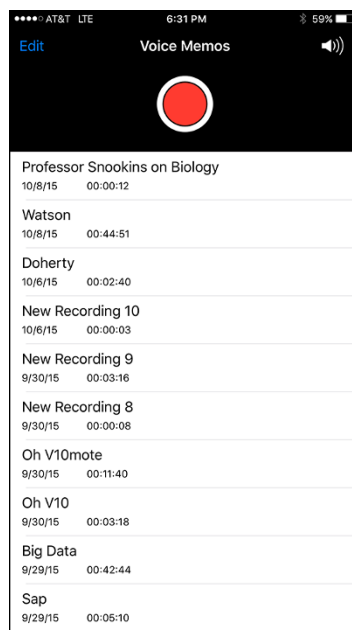 AT&T LTE 6:31 PM 59%
Edit Voice Memos
Professor Snookins on Biology
10/8/15 00:00:12
Watson
10/8/15 00:44:51
Doherty
10/6/15 00:02:40
New Recording 10
10/6/15 00:00:03
New Recording 9
9/30/15 00:03:16
New Recording 8
9/30/15 00:00:08
Oh V10mote
9/30/15 00:11:40
Oh V10
9/30/15 00:03:18
Big Data
9/29/15 00:42:44
Sap
9/29/15 00:05:10